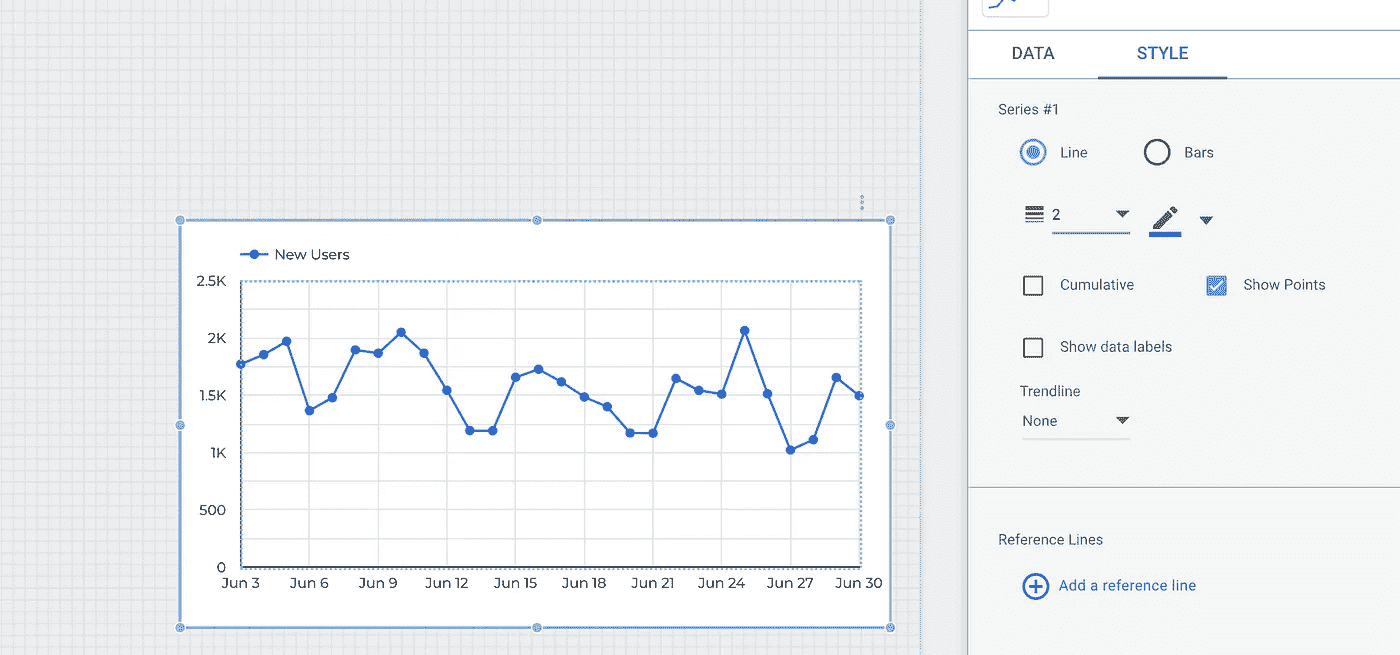 New Users
2.5K
2K
1.5K
1K
500
0
Jun 3 Jun 6 Jun 9 Jun 12 Jun 15 Jun 18 Jun 21 Jun 24 Jun 27 Jun 30
DATA STYLE
Series #1
Line Bars
2
Cumulative Show Points
Show data labels
Trendline
None
Reference Lines
Add a reference line